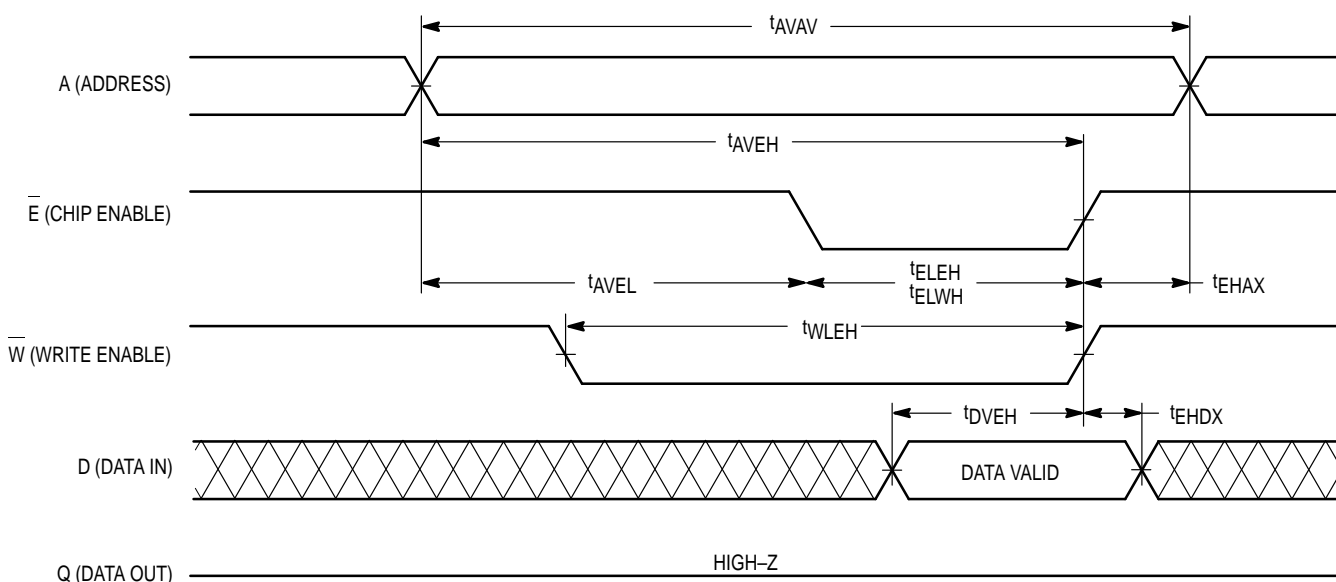 tAVAV
A (ADDRESS)
tAVEH
E (CHIP ENABLE)
tAVEL
tELEH
tELWH
tEHAX
tWLEH
W (WRITE ENABLE)
tDVEH
tEHDX
D (DATA IN)
DATA VALID
HIGH–Z
Q (DATA OUT)